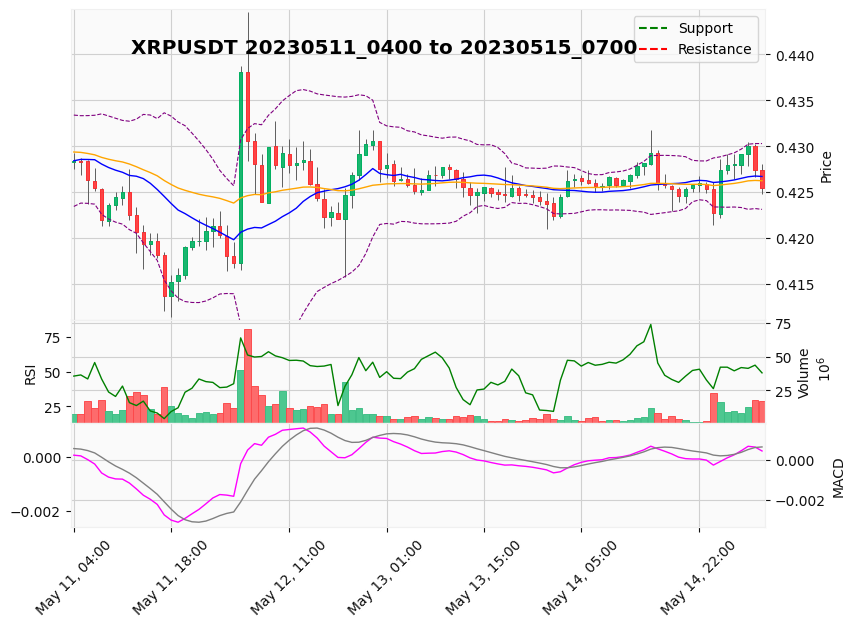 XRPUSDT 20230511_0400 to 20230515_0700
Support
Resistance
0.440
0.435
0.430
0.425
0.420
0.415
Price
75
50
25
RSI
75
50
25
Volume
10^6
0.000
−0.002
0.000
−0.002
MACD
May 11, 04:00
May 11, 18:00
May 12, 11:00
May 13, 01:00
May 13, 15:00
May 14, 05:00
May 14, 22:00